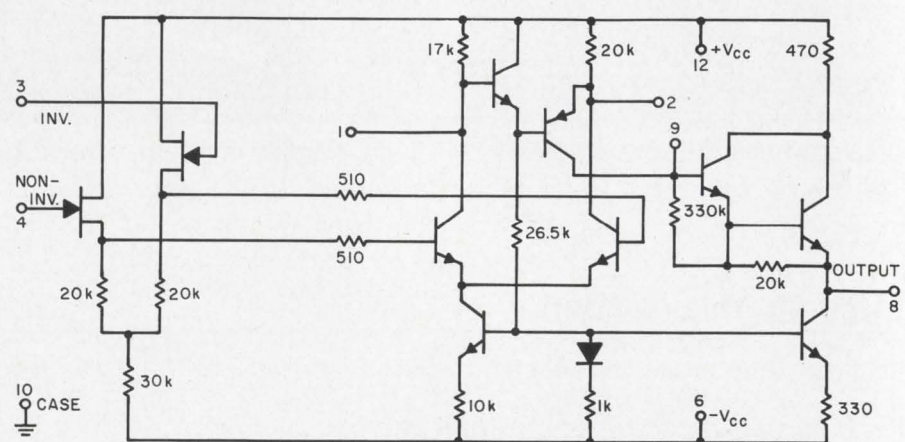 17k
20k
+Vcc
12
470
3
INV.
1
2
9
NON-
INV.
4
510
330k
510
26.5k
20k
OUTPUT
8
20k
20k
30k
10
CASE
10k
1k
6
-Vcc
330